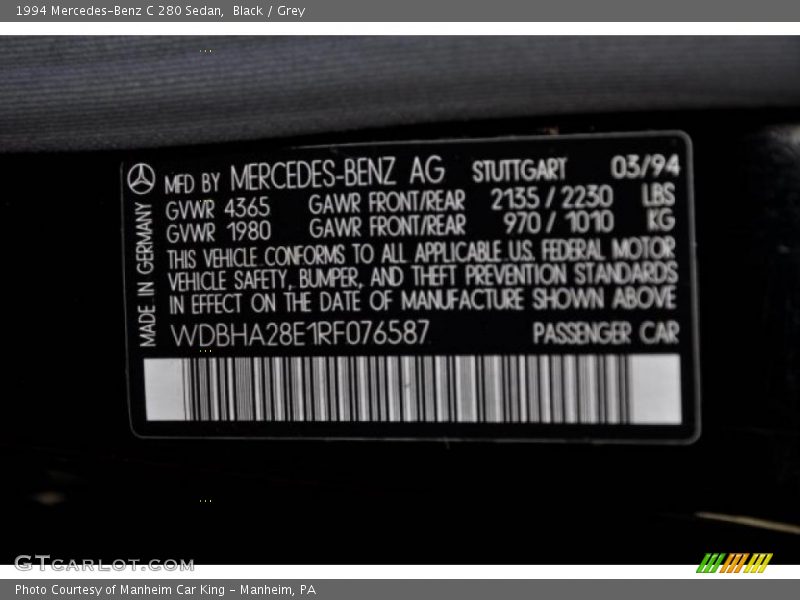 1994 Mercedes-Benz C 280 Sedan, Black / Grey
MFD BY MERCEDES-BENZ AG STUTTGART 03/94
GVWR 4365 GAWR FRONT/REAR 2135 / 2230 LBS
GVWR 1980 GAWR FRONT/REAR 970 / 1010 KG
THIS VEHICLE CONFORMS TO ALL APPLICABLE U.S. FEDERAL MOTOR
VEHICLE SAFETY, BUMPER, AND THEFT PREVENTION STANDARDS
IN EFFECT ON THE DATE OF MANUFACTURE SHOWN ABOVE
WDBHA28E1RF076587 PASSENGER CAR
MADE IN GERMANY
GTCARLOT.COM
Photo Courtesy of Manheim Car King - Manheim, PA